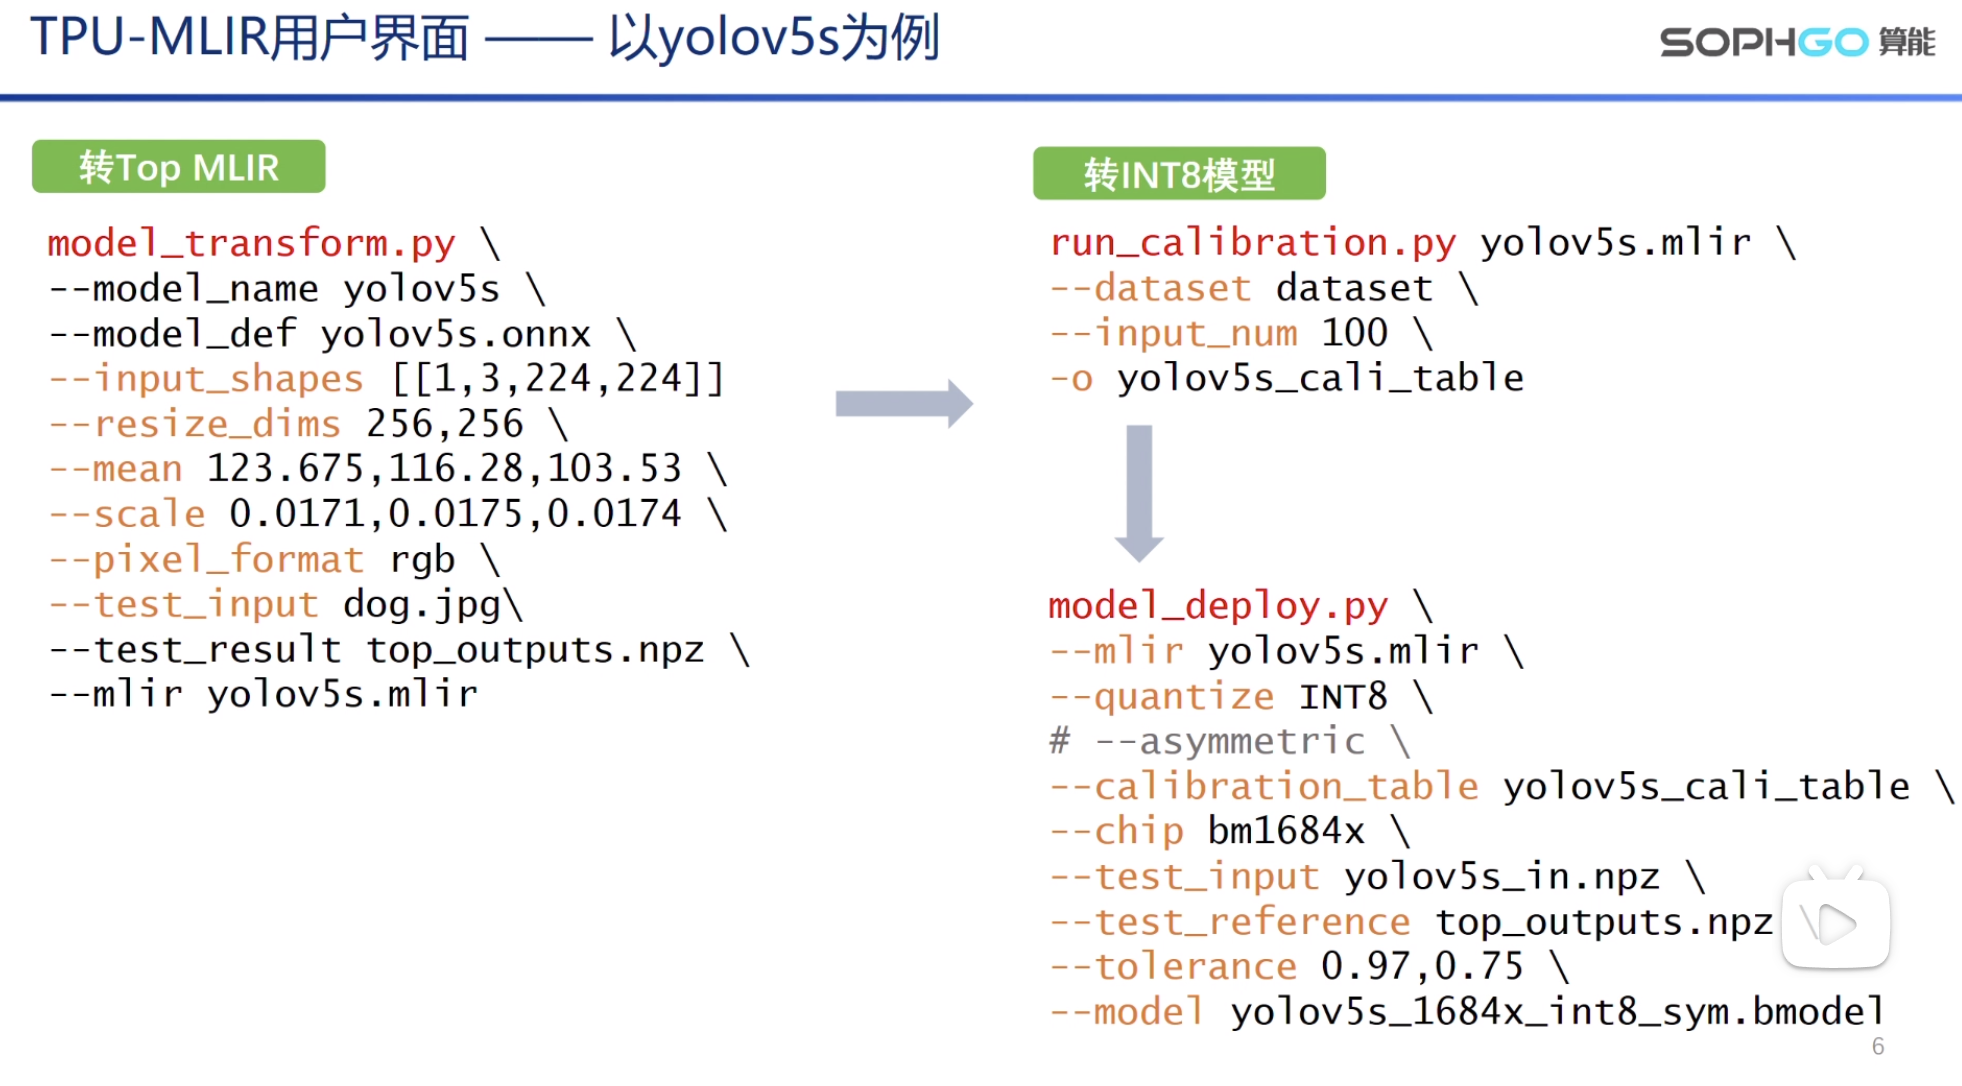 TPU-MLIR用户界面 —— 以yolov5s为例
SOPHGO 算能
转Top MLIR
model_transform.py \
--model_name yolov5s \
--model_def yolov5s.onnx \
--input_shapes [[1,3,224,224]]
--resize_dims 256,256 \
--mean 123.675,116.28,103.53 \
--scale 0.0171,0.0175,0.0174 \
--pixel_format rgb \
--test_input dog.jpg\
--test_result top_outputs.npz \
--mlir yolov5s.mlir
转INT8模型
run_calibration.py yolov5s.mlir \
--dataset dataset \
--input_num 100 \
-o yolov5s_cali_table
model_deploy.py \
--mlir yolov5s.mlir \
--quantize INT8 \
# --asymmetric \
--calibration_table yolov5s_cali_table \
--chip bm1684x \
--test_input yolov5s_in.npz \
--test_reference top_outputs.npz \
--tolerance 0.97,0.75 \
--model yolov5s_1684x_int8_sym.bmodel
6